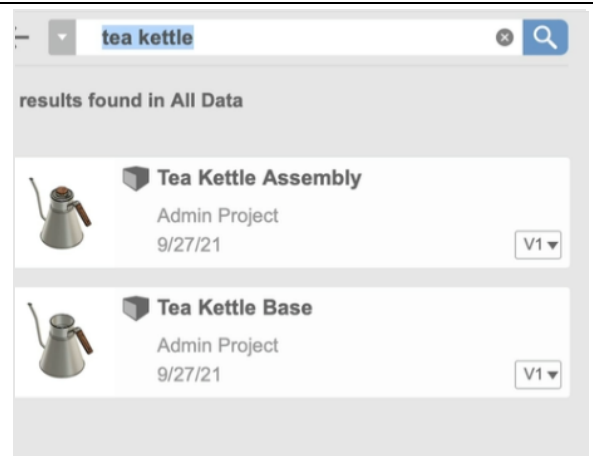 tea kettle
results found in All Data
Tea Kettle Assembly
Admin Project
9/27/21
V1
Tea Kettle Base
Admin Project
9/27/21
V1